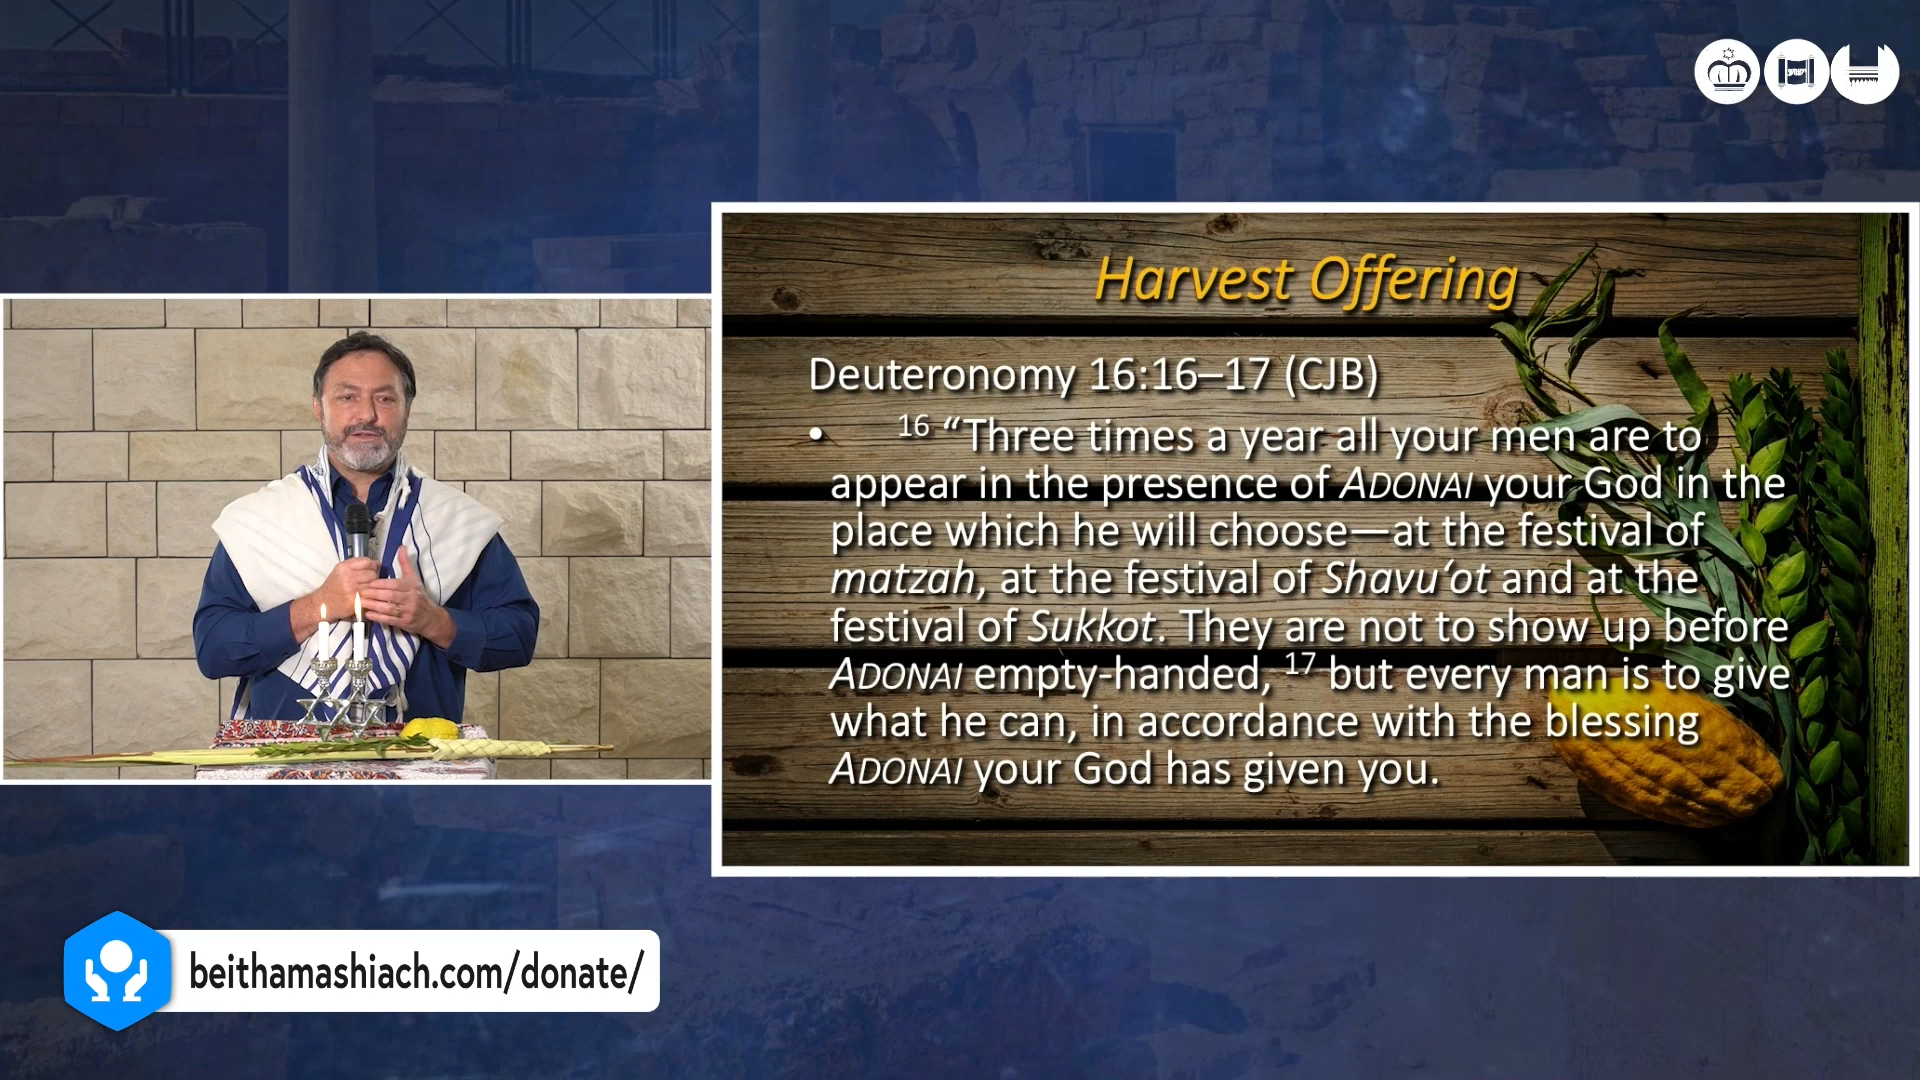 Harvest Offering
Deuteronomy 16:16–17 (CJB)
• 16 “Three times a year all your men are to
appear in the presence of ADONAI your God in the
place which he will choose—at the festival of
matzah, at the festival of Shavu‘ot and at the
festival of Sukkot. They are not to show up before
ADONAI empty-handed, 17 but every man is to give
what he can, in accordance with the blessing
ADONAI your God has given you.
beithamashiach.com/donate/